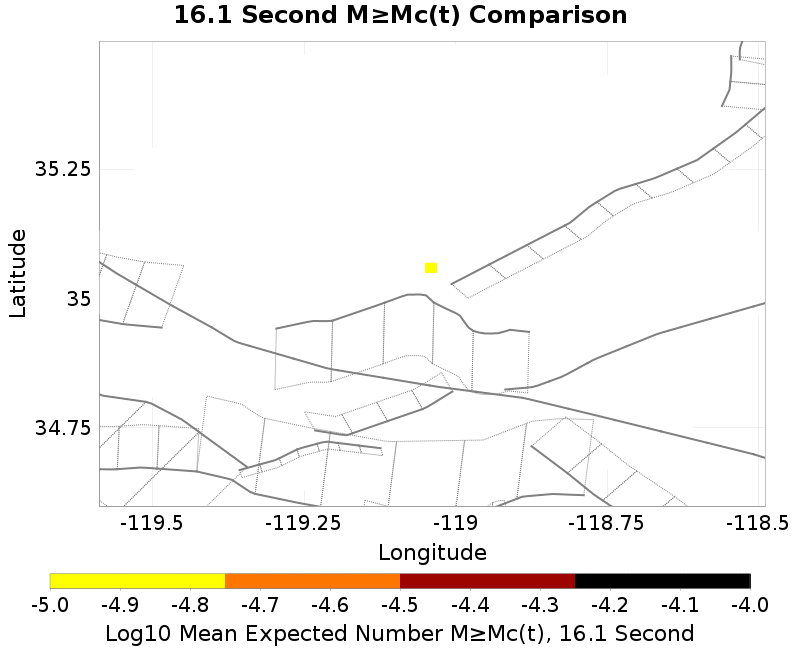 16.1 Second M≥Mc(t) Comparison
35.25
35
34.75
Latitude
-119.5 -119.25 -119 -118.75 -118.5
Longitude
-5.0 -4.9 -4.8 -4.7 -4.6 -4.5 -4.4 -4.3 -4.2 -4.1 -4.0
Log10 Mean Expected Number M≥Mc(t), 16.1 Second